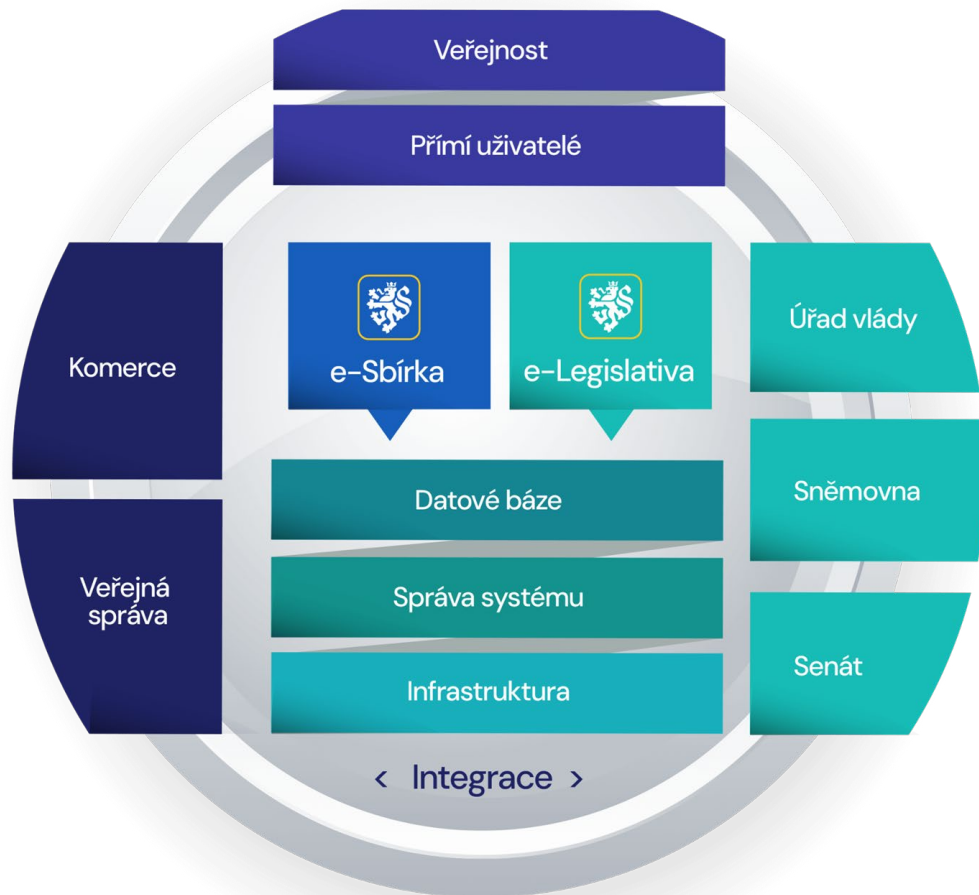 Veřejnost
Přímí uživatelé
Komerce
Veřejná
správa
e-Sbírka
e-Legislativa
Datové báze
Správa systému
Infrastruktura
< Integrace >
Úřad vlády
Sněmovna
Senát